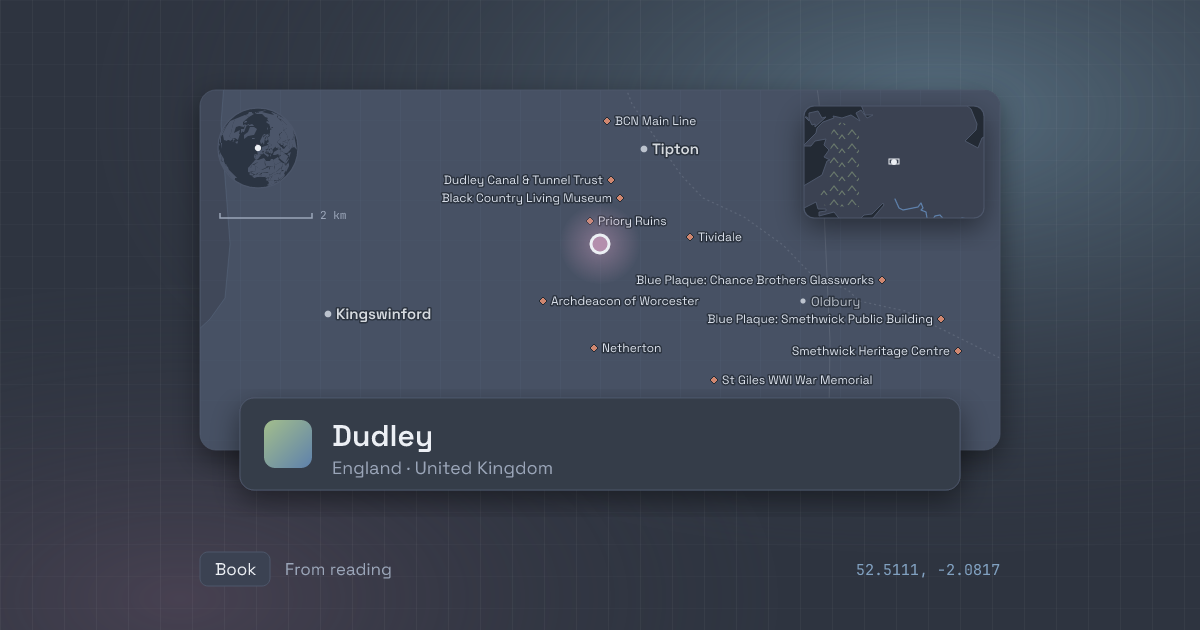 BCN Main Line
Tipton
Dudley Canal & Tunnel Trust
Black Country Living Museum
2 km
Priory Ruins
Tividale
Blue Plaque: Chance Brothers Glassworks
Archdeacon of Worcester
Oldbury
Kingswinford
Blue Plaque: Smethwick Public Building
Netherton
Smethwick Heritage Centre
St Giles WWI War Memorial
Dudley
England · United Kingdom
Book
From reading
52.5111, -2.0817